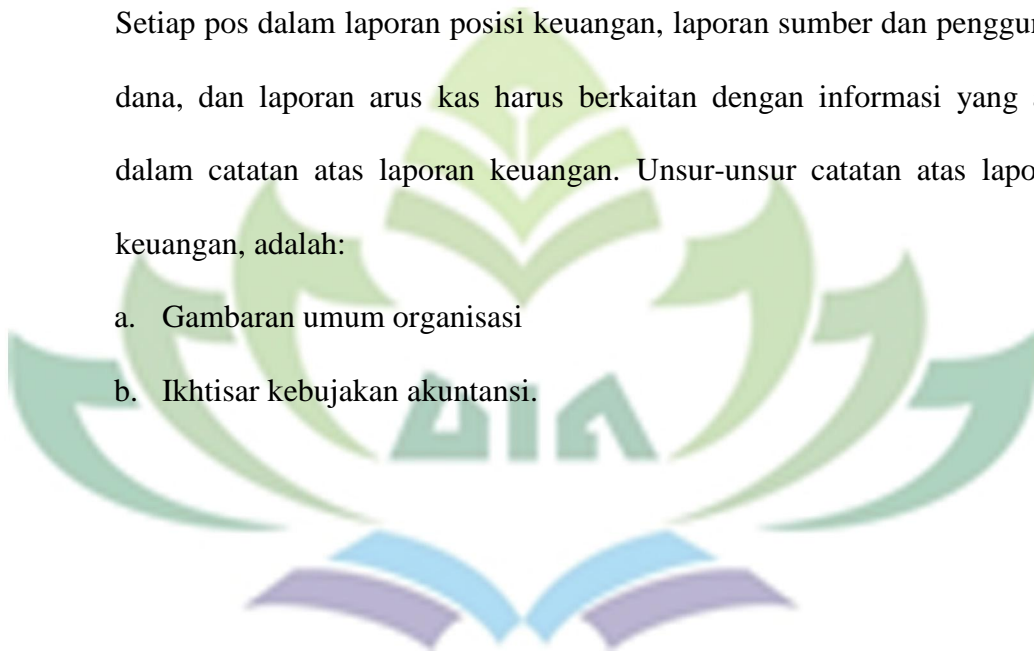 Setiap pos dalam laporan posisi keuangan, laporan sumber dan
dana, dan laporan arus kas harus berkaitan dengan informasi yang
dalam catatan atas laporan keuangan. Unsur-unsur catatan atas
keuangan, adalah:
a. Gambaran umum organisasi
b. Ikhtisar kebujakan akuntansi.